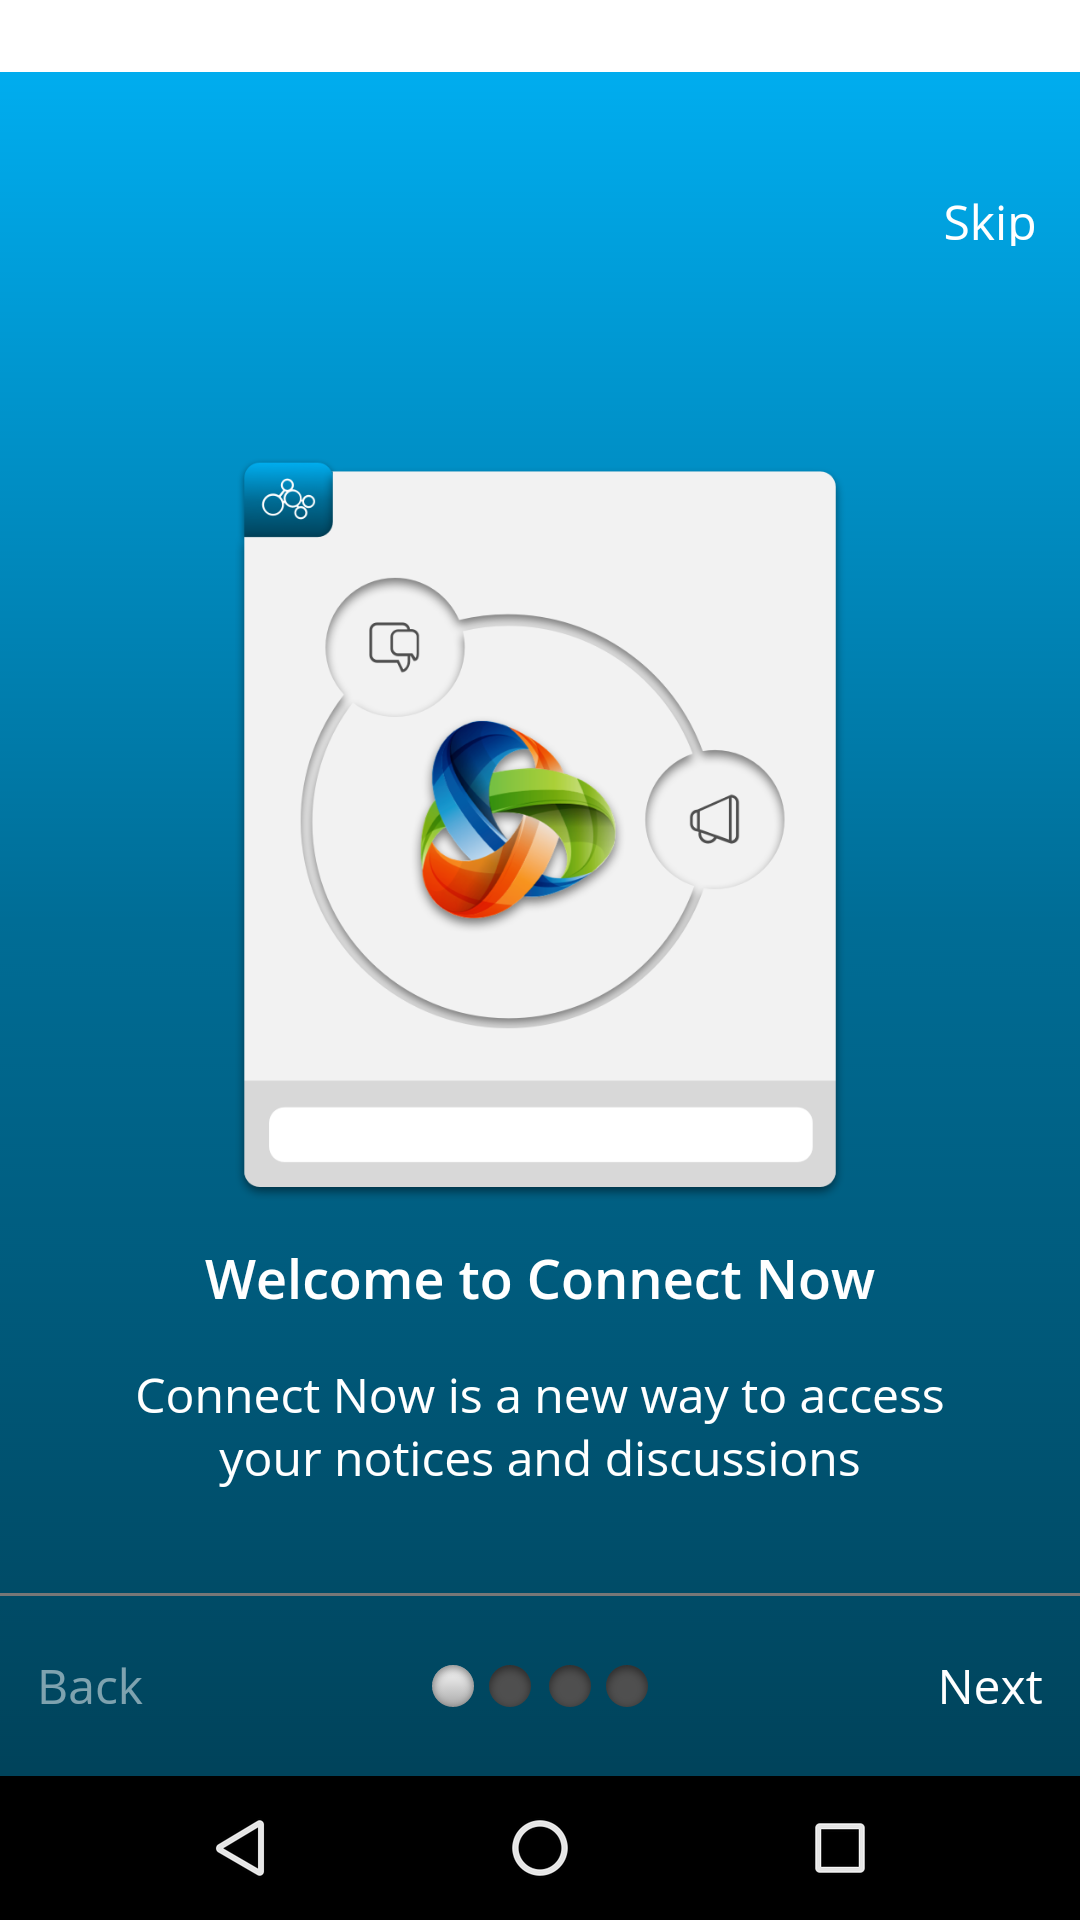 Skip
Welcome to Connect Now
Connect Now is a new way to access
your notices and discussions
Back
Next